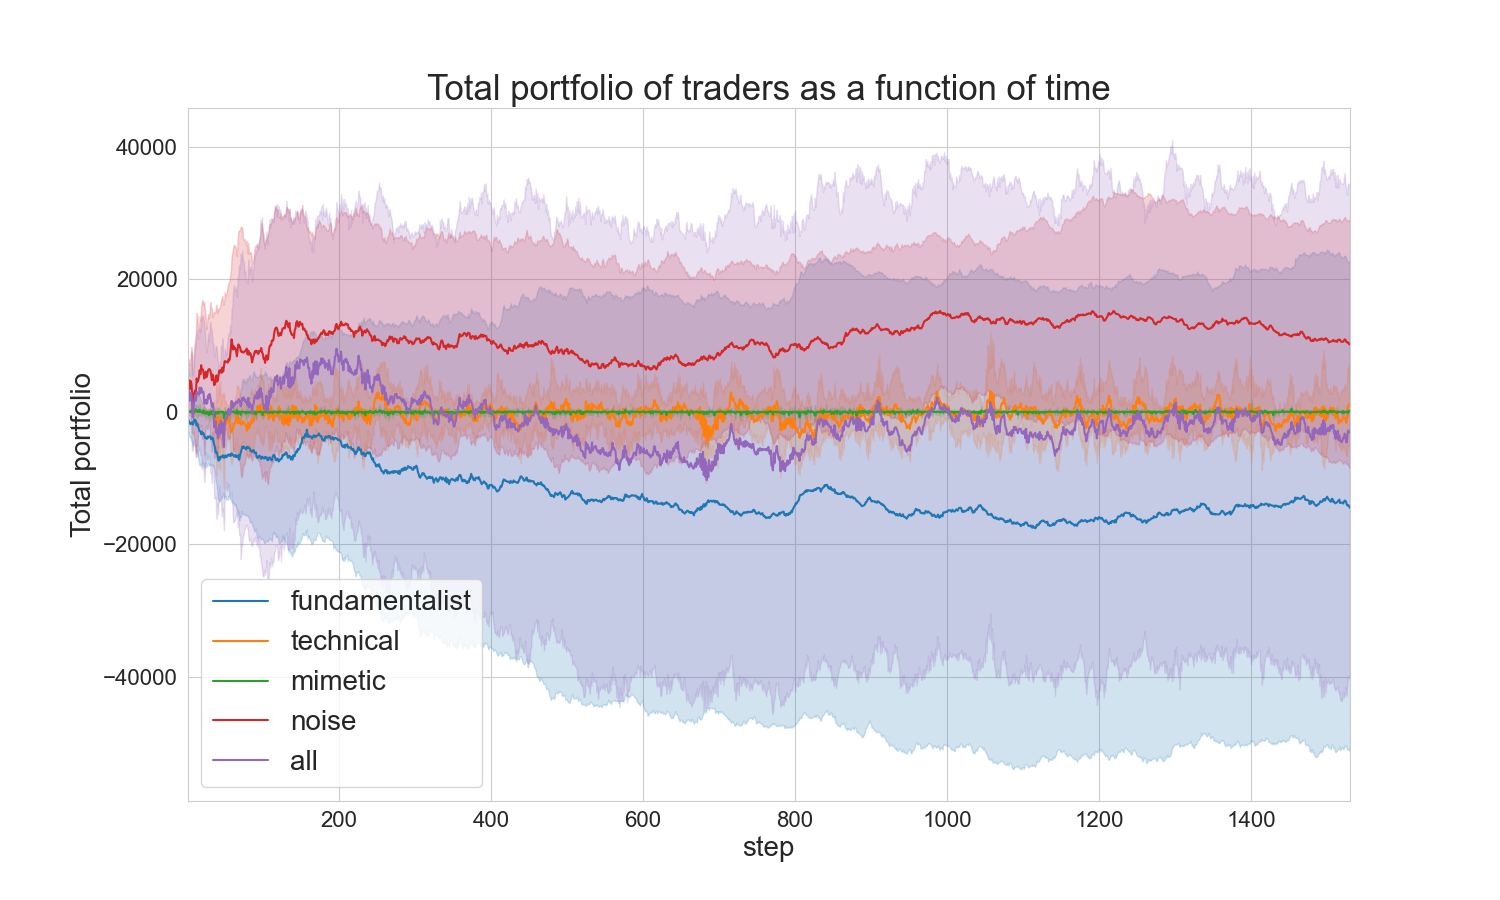 Total portfolio of traders as a function of time
40000
20000
0
−20000
−40000
Total portfolio
fundamentalist
technical
mimetic
noise
all
200 400 600 800 1000 1200 1400
step